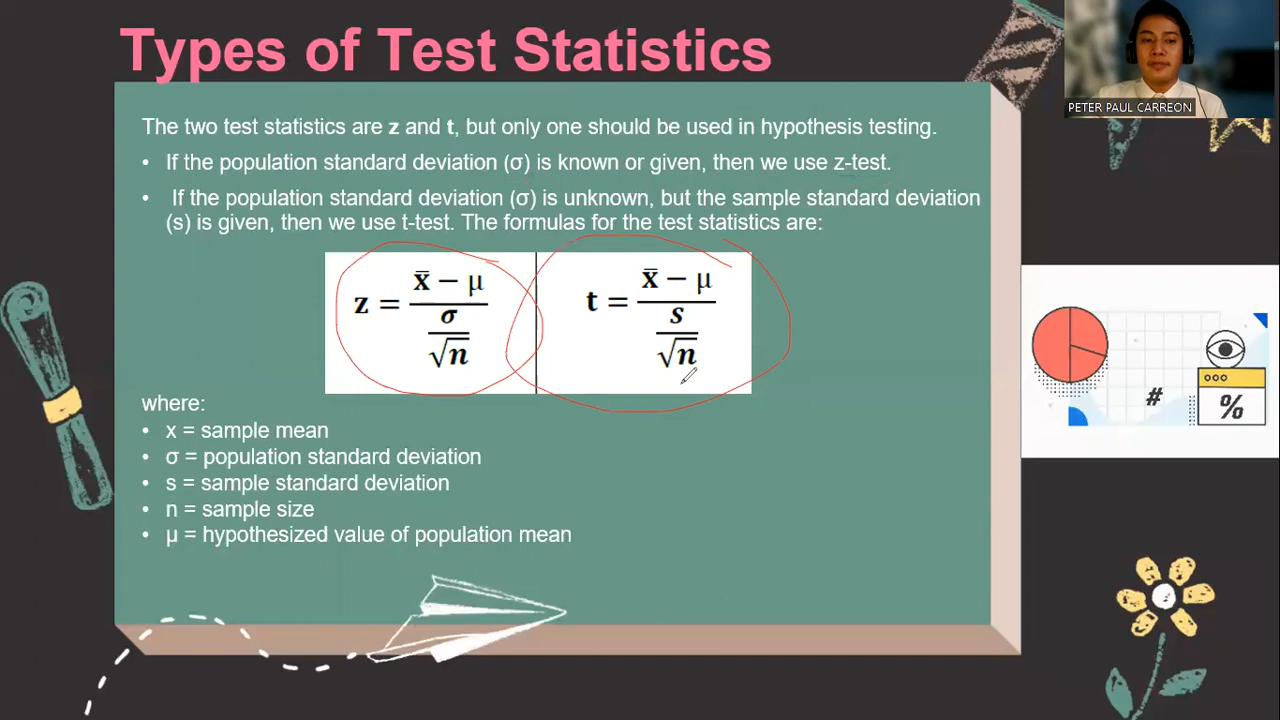 Types of Test Statistics
PETER PAUL CARREON
The two test statistics are z and t, but only one should be used in hypothesis testing.
• If the population standard deviation (σ) is known or given, then we use z-test.
• If the population standard deviation (σ) is unknown, but the sample standard deviation
(s) is given, then we use t-test. The formulas for the test statistics are:
z = (x̄ − μ) / (σ / √n)
t = (x̄ − μ) / (s / √n)
where:
• x = sample mean
• σ = population standard deviation
• s = sample standard deviation
• n = sample size
• μ = hypothesized value of population mean
#
%